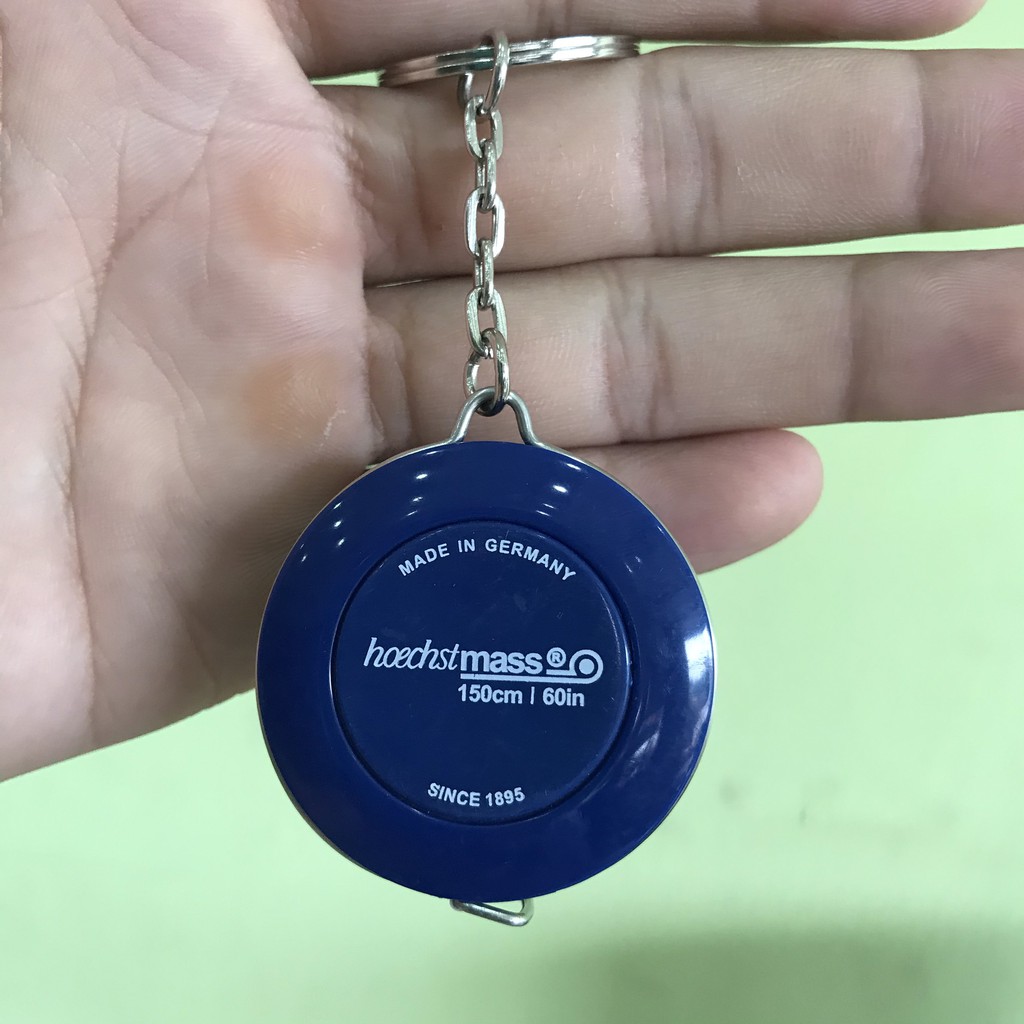 MADE IN GERMANY
hoechstmass®
150cm | 60in
SINCE 1895